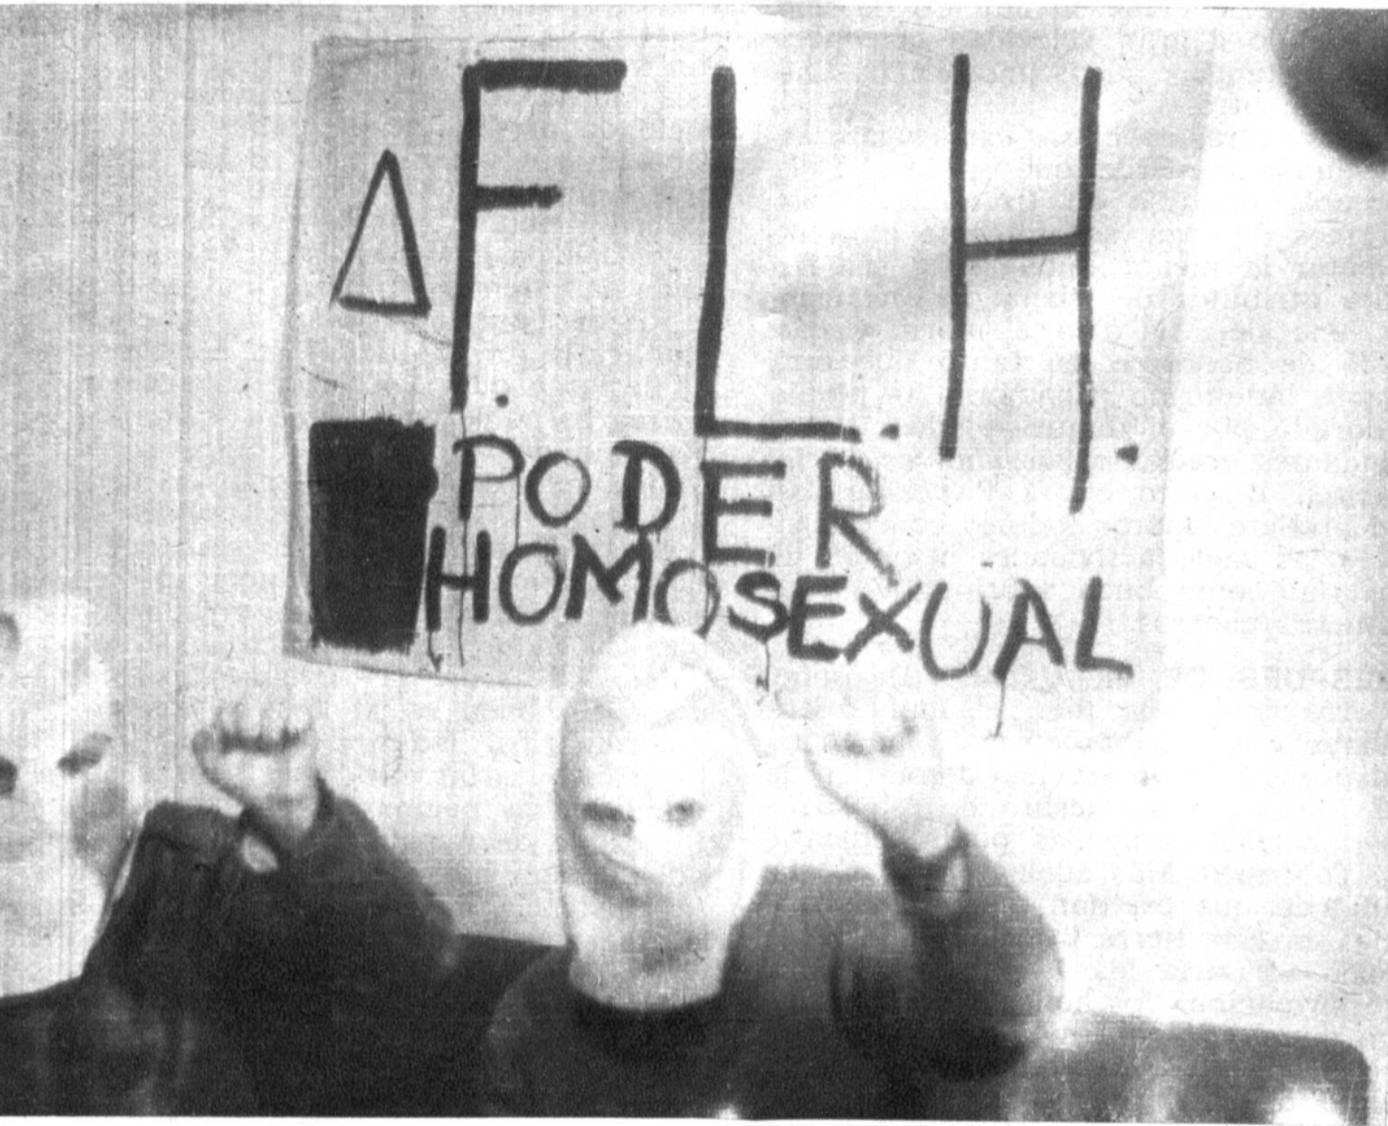 F. L. H.
PODER
HOMOSEXUAL